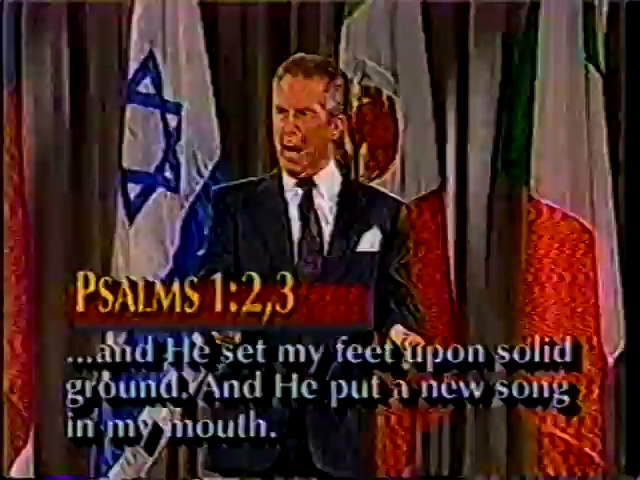 PSALMS 1:2,3
...and He set my feet upon solid
ground. And He put a new song
in my mouth.